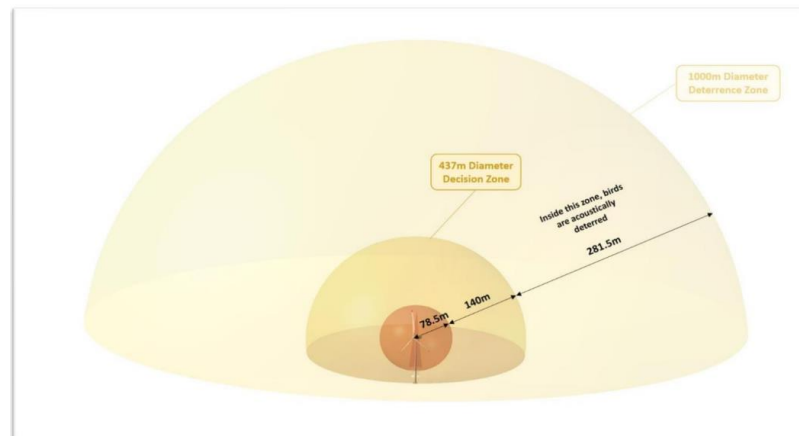 1000m Diameter
Deterrence Zone
437m Diameter
Decision Zone
Inside this zone, birds
are acoustically
deterred
281.5m
140m
78.5m